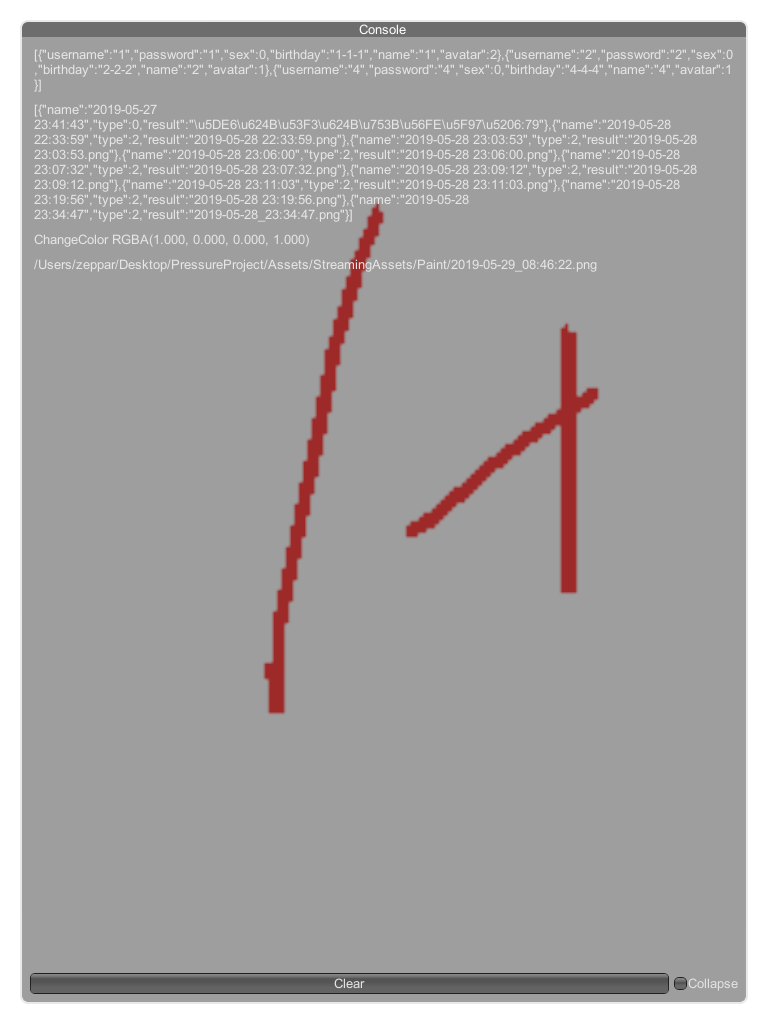 Console
[{"username":"1","password":"1","sex":0,"birthday":"1-1-1","name":"1","avatar":2},{"username":"2","password":"2","sex":0
,"birthday":"2-2-2","name":"2","avatar":1},{"username":"4","password":"4","sex":0,"birthday":"4-4-4","name":"4","avatar":1
}]
[{"name":"2019-05-27
23:41:43","type":0,"result":"\u5DE6\u624B\u53F3\u624B\u753B\u56FE\u5F97\u5206:79"},{"name":"2019-05-28
22:33:59","type":2,"result":"2019-05-28 22:33:59.png"},{"name":"2019-05-28 23:03:53","type":2,"result":"2019-05-28
23:03:53.png"},{"name":"2019-05-28 23:06:00","type":2,"result":"2019-05-28 23:06:00.png"},{"name":"2019-05-28
23:07:32","type":2,"result":"2019-05-28 23:07:32.png"},{"name":"2019-05-28 23:09:12","type":2,"result":"2019-05-28
23:09:12.png"},{"name":"2019-05-28 23:11:03","type":2,"result":"2019-05-28 23:11:03.png"},{"name":"2019-05-28
23:19:56","type":2,"result":"2019-05-28 23:19:56.png"},{"name":"2019-05-28
23:34:47","type":2,"result":"2019-05-28_23:34:47.png"}]
ChangeColor RGBA(1.000, 0.000, 0.000, 1.000)
/Users/zeppar/Desktop/PressureProject/Assets/StreamingAssets/Paint/2019-05-29_08:46:22.png
Clear
Collapse